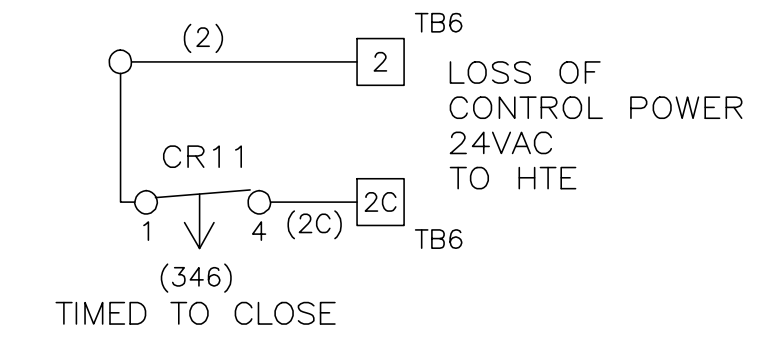 (2)
TB6
2
LOSS OF
CONTROL POWER
24VAC
TO HTE
CR11
2C
1
4
(2C)
TB6
(346)
TIMED TO CLOSE